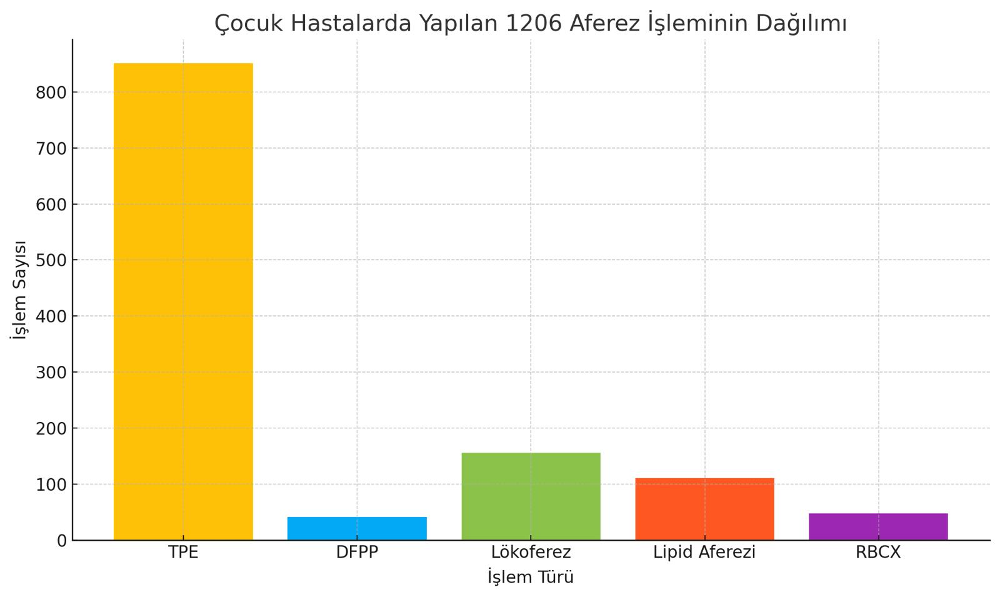 Çocuk Hastalarda Yapılan 1206 Aferez İşleminin Dağılımı
İşlem Sayısı
800
700
600
500
400
300
200
100
0
TPE DFPP Lökoferez Lipid Aferezi RBCX
İşlem Türü